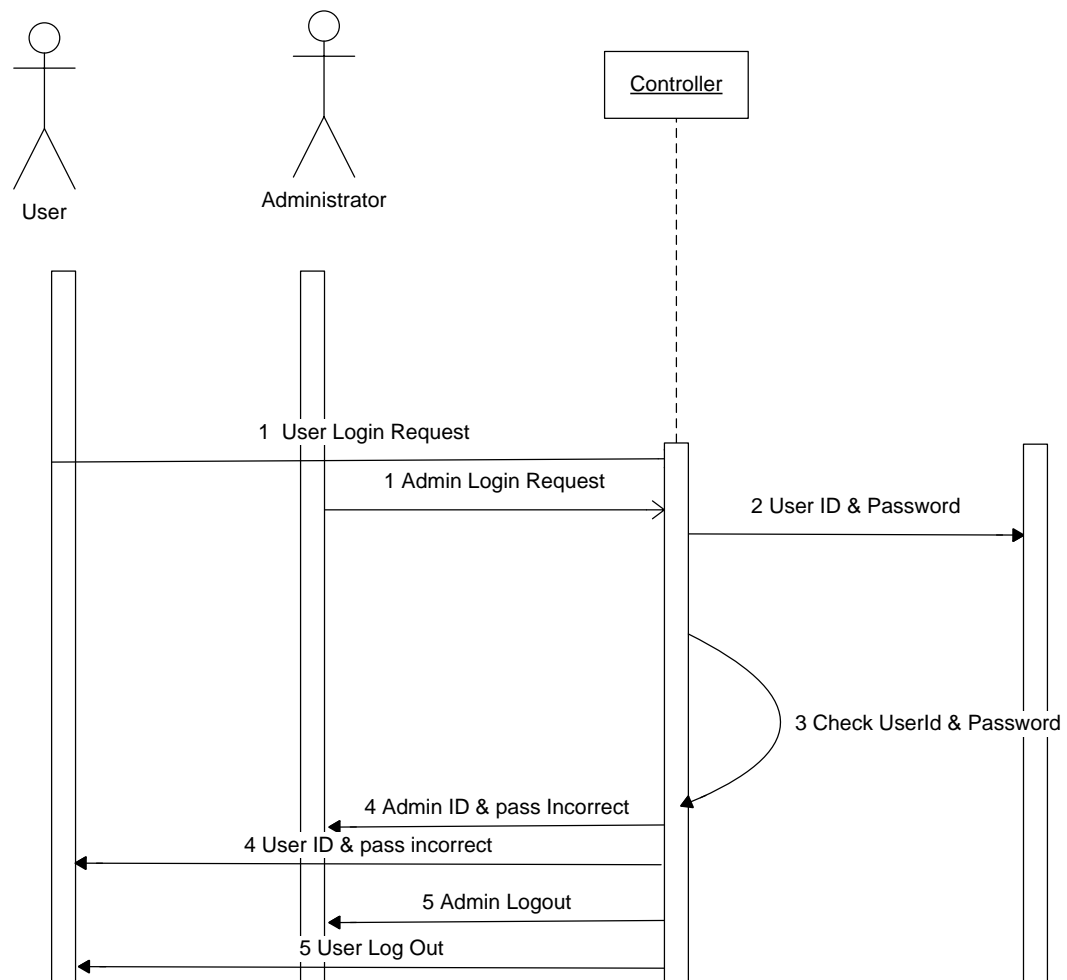 Controller
Administrator
User
1 User Login Request
1 Admin Login Request
2 User ID & Password
3 Check UserId & Password
4 Admin ID & pass Incorrect
4 User ID & pass incorrect
5 Admin Logout
5 User Log Out